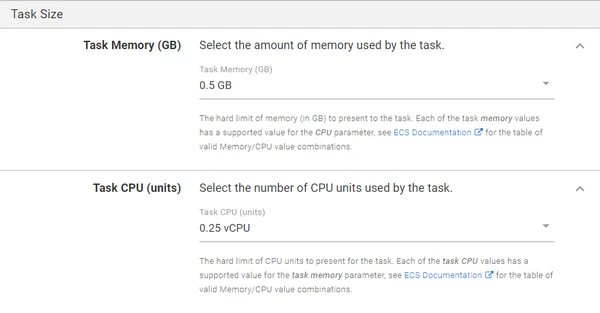 Task Size
Task Memory (GB)
Select the amount of memory used by the task.
Task Memory (GB)
0.5 GB
The hard limit of memory (in GB) to present to the task. Each of the task memory values
has a supported value for the CPU parameter, see ECS Documentation for the table of
valid Memory/CPU value combinations.
Task CPU (units)
Select the number of CPU units used by the task.
Task CPU (units)
0.25 vCPU
The hard limit of CPU units to present for the task. Each of the task CPU values has a
supported value for the task memory parameter, see ECS Documentation for the table of
valid Memory/CPU value combinations.